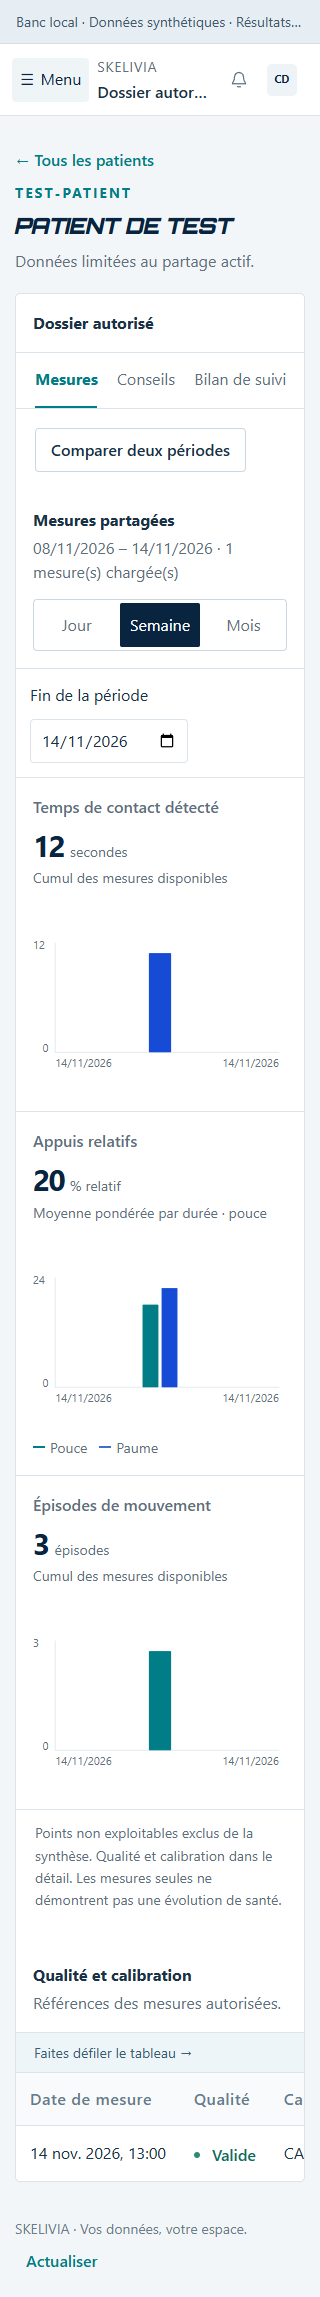 Banc local · Données synthétiques · Résultats...
☰ Menu
SKELIVIA
Dossier autor...
CD
← Tous les patients
TEST-PATIENT
PATIENT DE TEST
Données limitées au partage actif.
Dossier autorisé
Mesures Conseils Bilan de suivi
Comparer deux périodes
Mesures partagées
08/11/2026 – 14/11/2026 · 1
mesure(s) chargée(s)
Jour Semaine Mois
Fin de la période
14/11/2026
Temps de contact détecté
12 secondes
Cumul des mesures disponibles
12
0
14/11/2026 14/11/2026
Appuis relatifs
20 % relatif
Moyenne pondérée par durée · pouce
24
0
14/11/2026 14/11/2026
Pouce Paume
Épisodes de mouvement
3 épisodes
Cumul des mesures disponibles
3
0
14/11/2026 14/11/2026
Points non exploitables exclus de la
synthèse. Qualité et calibration dans le
détail. Les mesures seules ne
démontrent pas une évolution de santé.
Qualité et calibration
Références des mesures autorisées.
Faites défiler le tableau →
Date de mesure Qualité Ca
14 nov. 2026, 13:00 Valide CA
SKELIVIA · Vos données, votre espace.
Actualiser